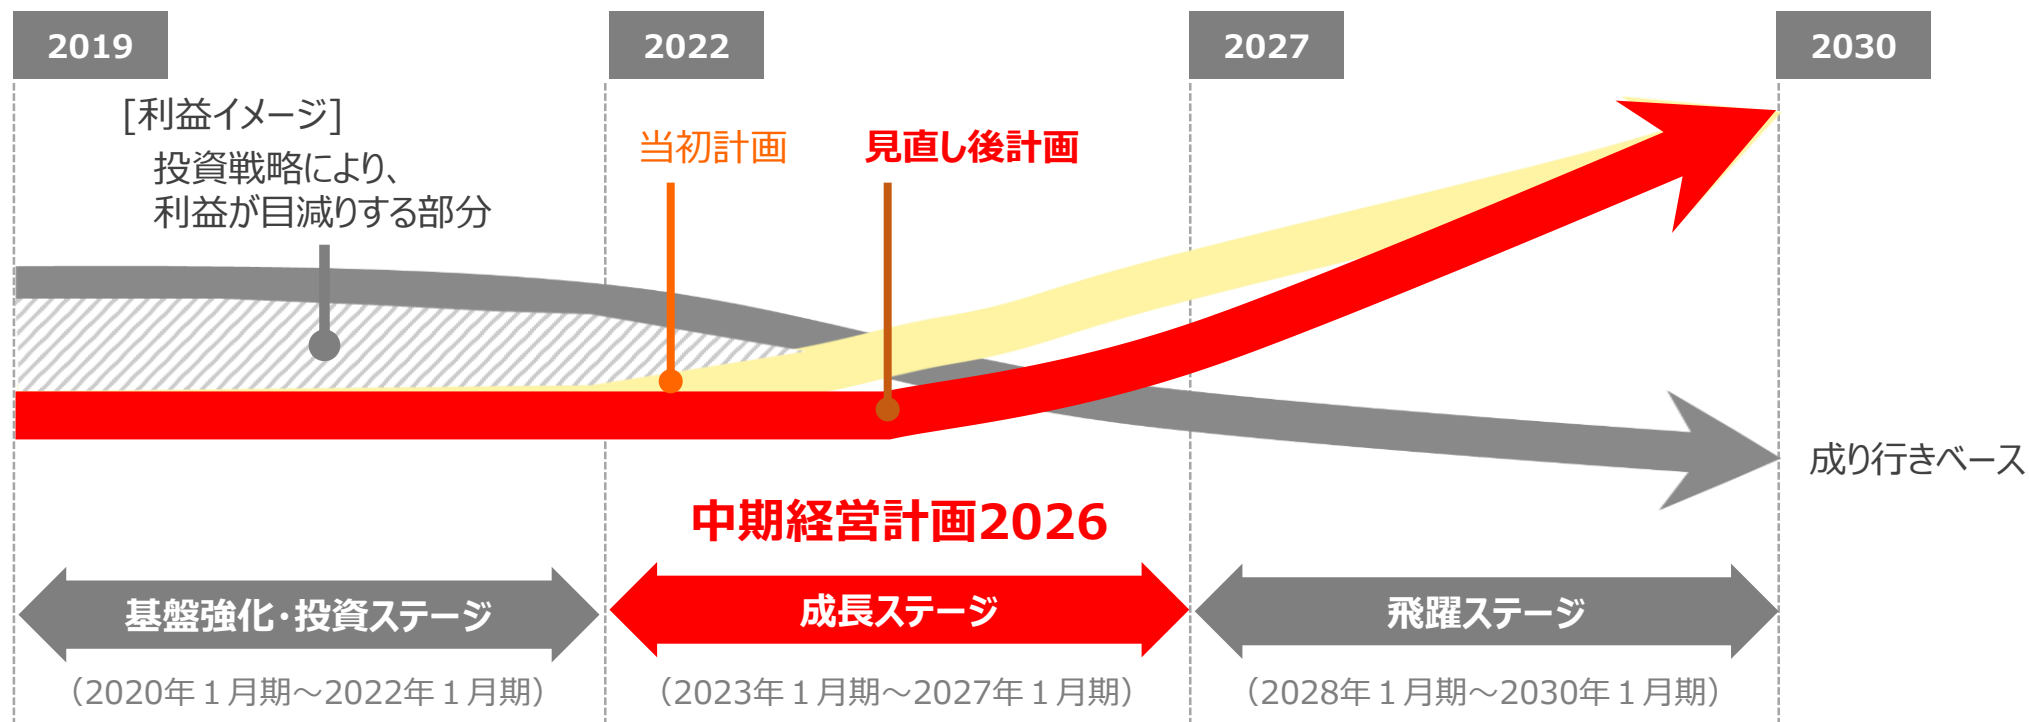 2019
2022
2027
2030
[利益イメージ]
投資戦略により、
利益が目減りする部分
当初計画
見直し後計画
成り行きベース
中期経営計画2026
基盤強化・投資ステージ
成長ステージ
飛躍ステージ
（2020年１月期～2022年１月期）
（2023年１月期～2027年１月期）
（2028年１月期～2030年１月期）